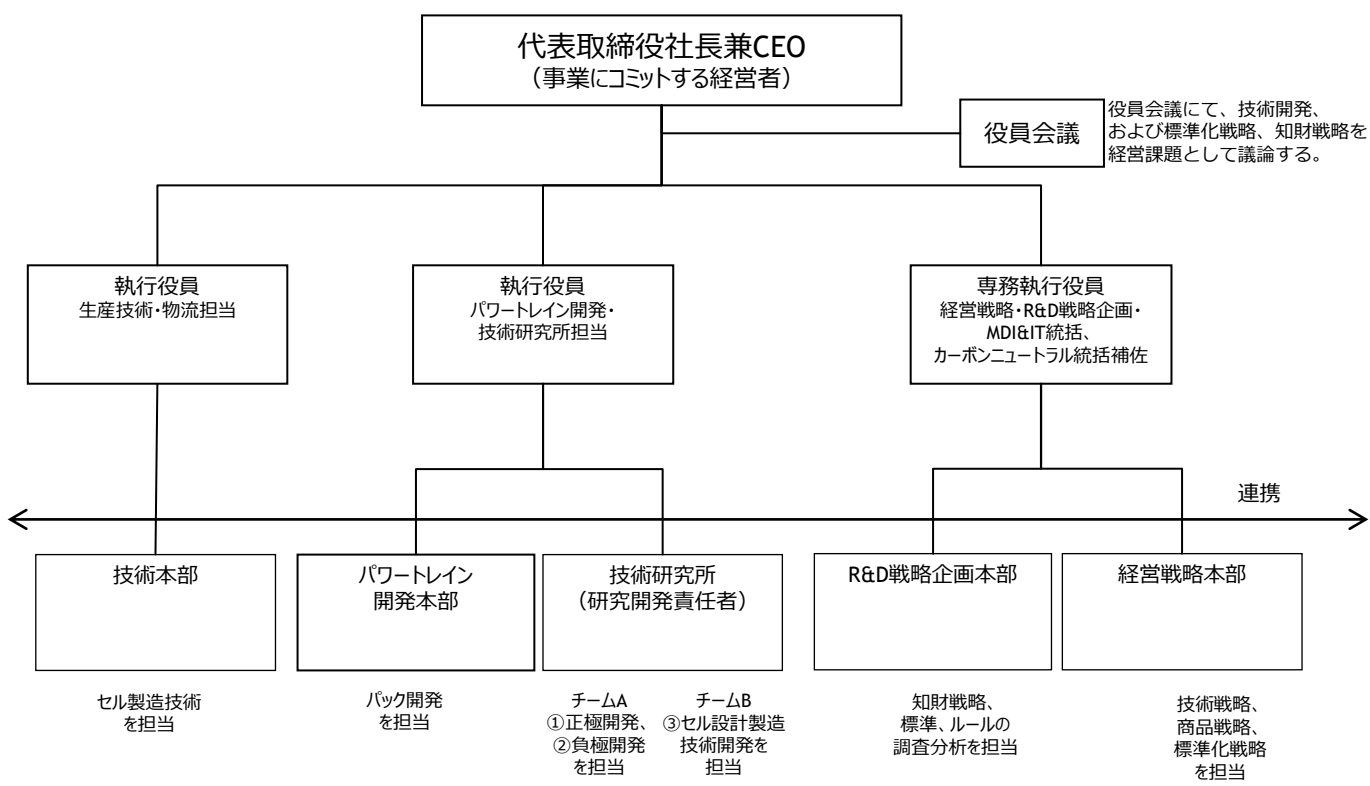 代表取締役社長兼CEO
（事業にコミットする経営者）
役員会議
役員会議にて、技術開発、
および標準化戦略、知財戦略を
経営課題として議論する。
執行役員
生産技術・物流担当
執行役員
パワートレイン開発・
技術研究所担当
専務執行役員
経営戦略・R&D戦略企画・
MDI&IT統括、
カーボンニュートラル統括補佐
連携
技術本部
パワートレイン
開発本部
技術研究所
（研究開発責任者）
R&D戦略企画本部
経営戦略本部
セル製造技術
を担当
パック開発
を担当
チームA
①正極開発、
②負極開発
を担当
チームB
③セル設計製造
技術開発を
担当
知財戦略、
標準、ルールの
調査分析を担当
技術戦略、
商品戦略、
標準化戦略
を担当